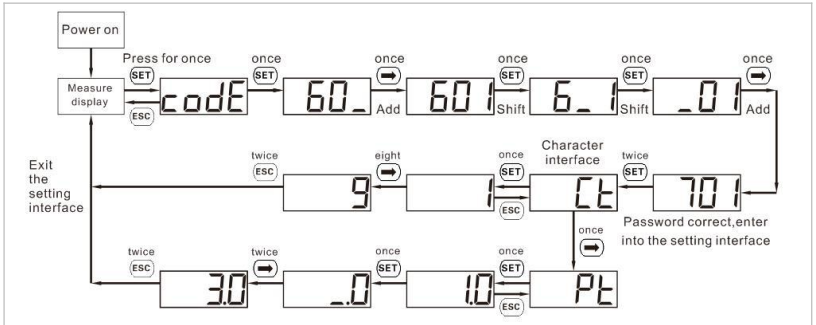 Power on
Press for once
once
once
once
once
once
SET
SET
➡
SET
SET
➡
Measure
display
codE
60_
601
6_1
_01
ESC
Add
Shift
Shift
Add
Character
interface
twice
eight
once
twice
ESC
➡
SET
SET
Exit
the
setting
interface
9
1
Ct
701
ESC
Password correct,enter
into the setting interface
once
➡
twice
twice
once
once
ESC
➡
SET
SET
3.0
_.0
1.0
Pt
ESC